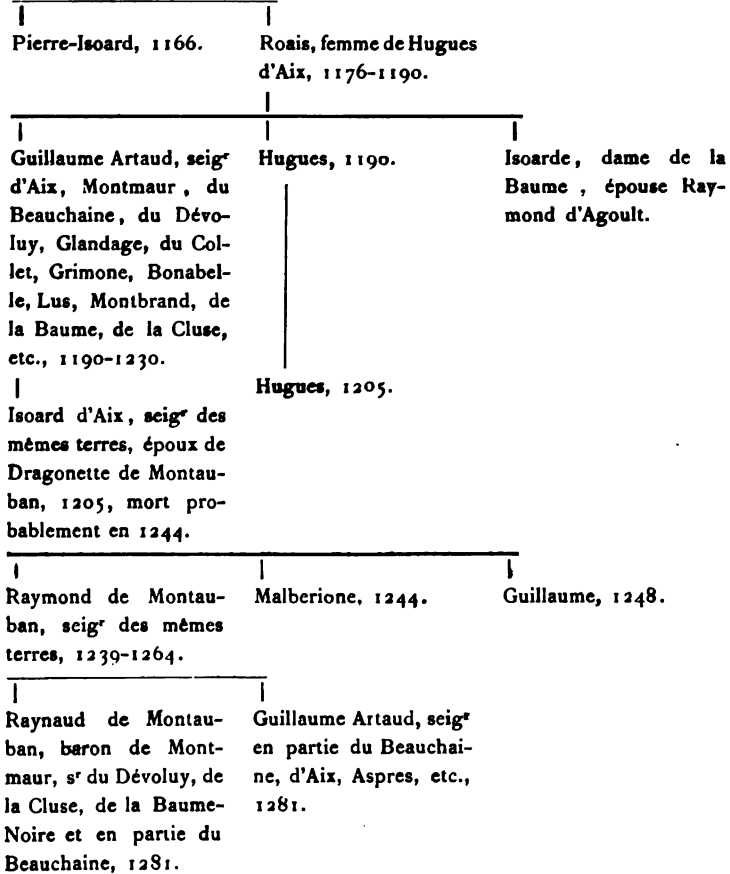 Pierre-Isoard, 1166.
Roais, femme de Hugues
d'Aix, 1176-1190.
Guillaume Artaud, seigr
d'Aix, Montmaur, du
Beauchaine, du Dévo-
luy, Glandage, du Col-
let, Grimone, Bonabel-
le, Lus, Montbrand, de
la Baume, de la Cluse,
etc., 1190-1230.
Hugues, 1190.
Isoarde, dame de la
Baume, épouse Ray-
mond d'Agoult.
Hugues, 1205.
Isoard d'Aix, seigr des
mêmes terres, époux de
Dragonette de Montau-
ban, 1205, mort pro-
bablement en 1244.
Raymond de Montau-
ban, seigr des mêmes
terres, 1239-1264.
Malberione, 1244.
Guillaume, 1248.
Raynaud de Montau-
ban, baron de Mont-
maur, sr du Dévoluy, de
la Cluse, de la Baume-
Noire et en partie du
Beauchaine, 1281.
Guillaume Artaud, seigr
en partie du Beauchai-
ne, d'Aix, Aspres, etc.,
1281.